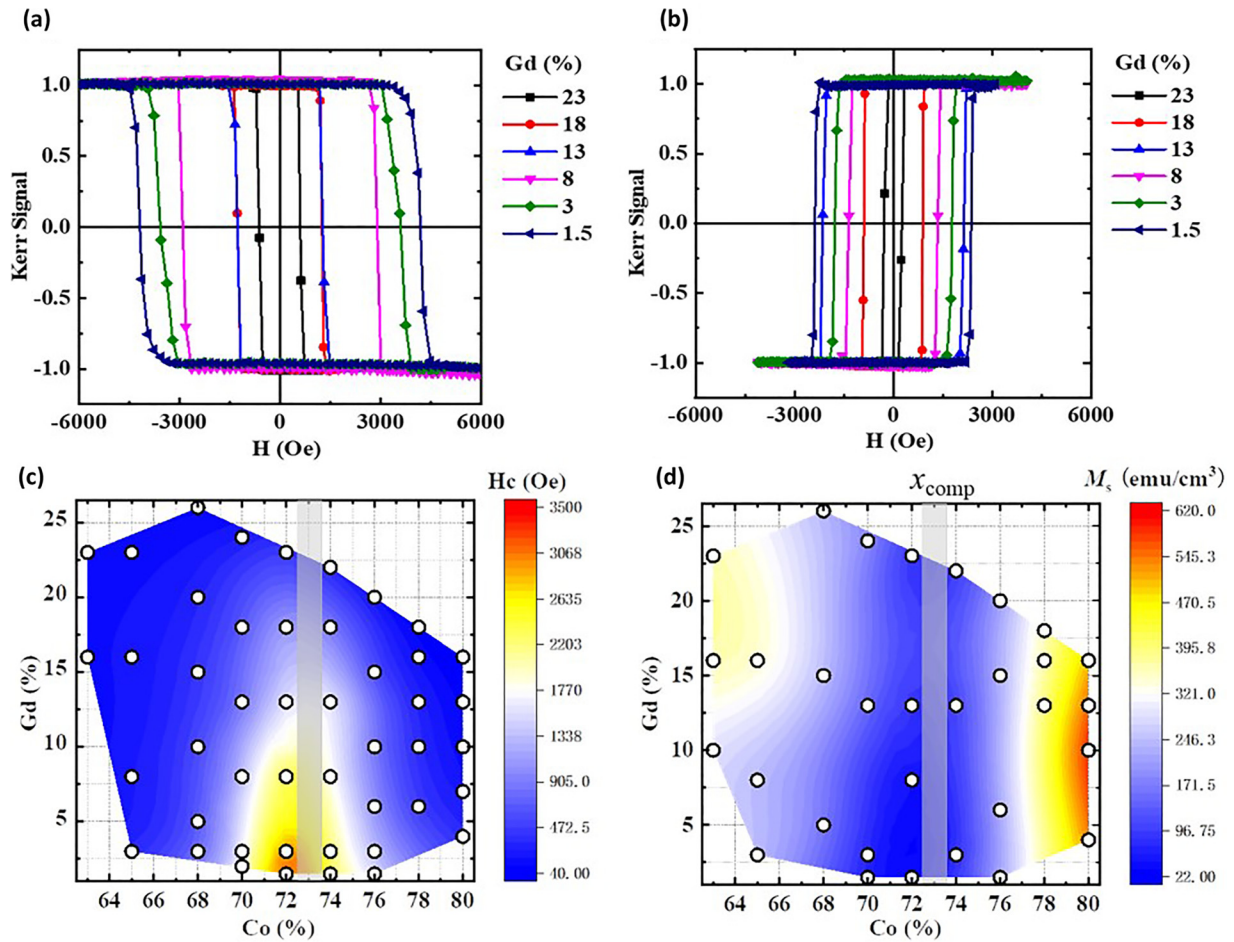 (a)
Gd (%)
23
18
13
8
3
1.5
1.0
0.5
0.0
-0.5
-1.0
Kerr Signal
-6000 -3000 0 3000 6000
H (Oe)
(b)
Gd (%)
23
18
13
8
3
1.5
1.0
0.5
0.0
-0.5
-1.0
Kerr Signal
-6000 -3000 0 3000 6000
H (Oe)
(c)
Hc (Oe)
3500
3068
2635
2203
1770
1338
905.0
472.5
40.00
25
20
15
10
5
Gd (%)
64 66 68 70 72 74 76 78 80
Co (%)
(d)
xcomp
Ms (emu/cm³)
620.0
545.3
470.5
395.8
321.0
246.3
171.5
96.75
22.00
25
20
15
10
5
Gd (%)
64 66 68 70 72 74 76 78 80
Co (%)